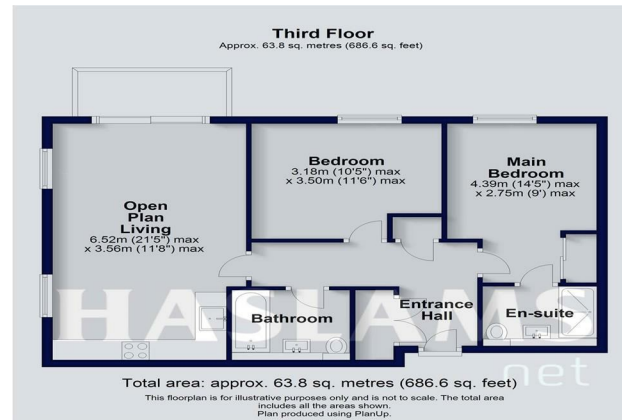 Third Floor
Approx. 63.8 sq. metres (686.6 sq. feet)
Bedroom
3.18m (10'5") max
x 3.50m (11'6") max
Main
Bedroom
4.39m (14'5") max
x 2.75m (9') max
Open
Plan
Living
6.52m (21'5") max
x 3.56m (11'8") max
HASLAMS
net
Bathroom
Entrance
Hall
En-suite
Total area: approx. 63.8 sq. metres (686.6 sq. feet)
This floorplan is for illustrative purposes only and is not to scale. The total area
includes all the areas shown.
Plan produced using PlanUp.